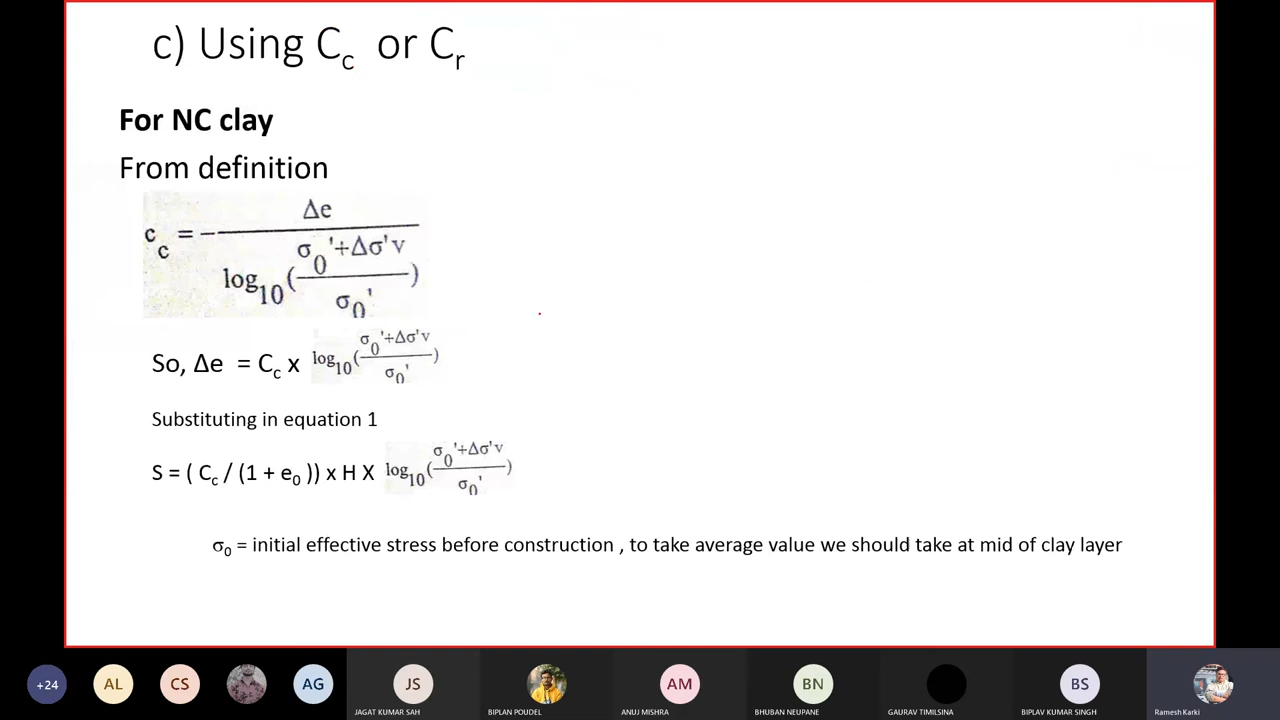 c) Using Cc or Cr
For NC clay
From definition
cc = - Δe / log10((σ0'+Δσ'v) / σ0')
So, Δe = Cc x log10((σ0'+Δσ'v) / σ0')
Substituting in equation 1
S = ( Cc / (1 + e0 )) x H X log10((σ0'+Δσ'v) / σ0')
σ0 = initial effective stress before construction , to take average value we should take at mid of clay layer
+24
AL
CS
AG
JS
AM
BN
BS
JAGAT KUMAR SAH
BIPLAN POUDEL
ANUJ MISHRA
BHUBAN NEUPANE
GAURAV TIMILSINA
BIPLAV KUMAR SINGH
Ramesh Karki